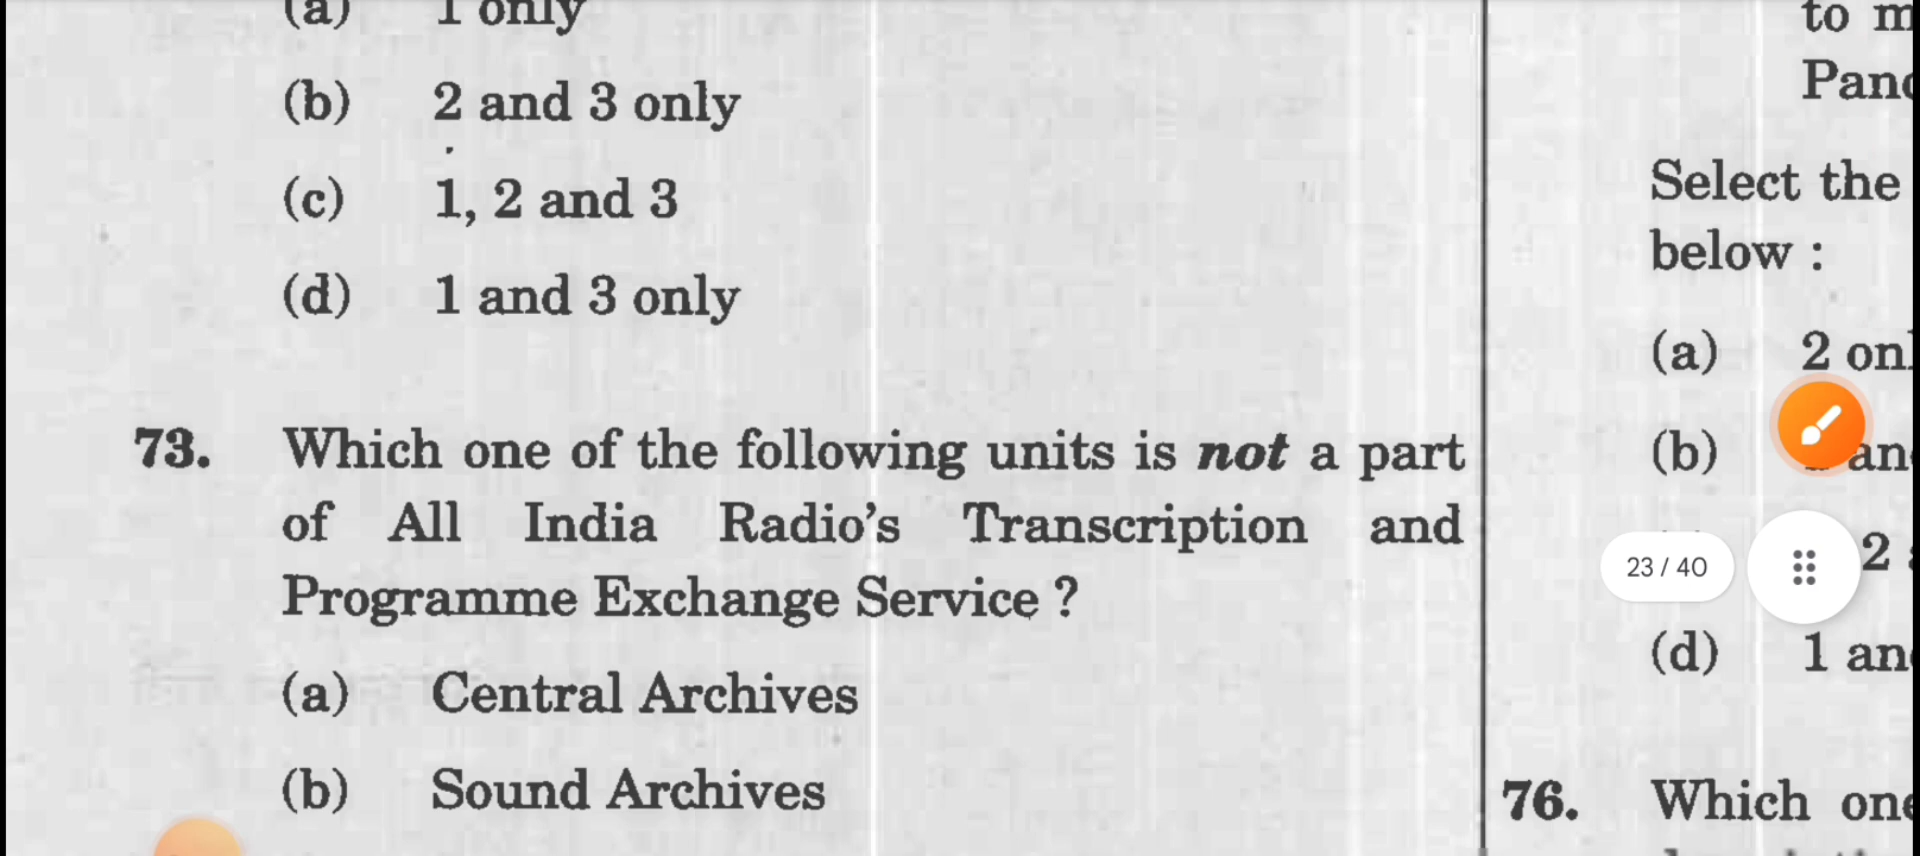 (a) 1 only
(b) 2 and 3 only
(c) 1, 2 and 3
(d) 1 and 3 only
73. Which one of the following units is not a part
of All India Radio’s Transcription and
Programme Exchange Service ?
(a) Central Archives
(b) Sound Archives
to
Select the
below :
(a) 2
(b)
23 / 40
2
(d) 1
76. Which